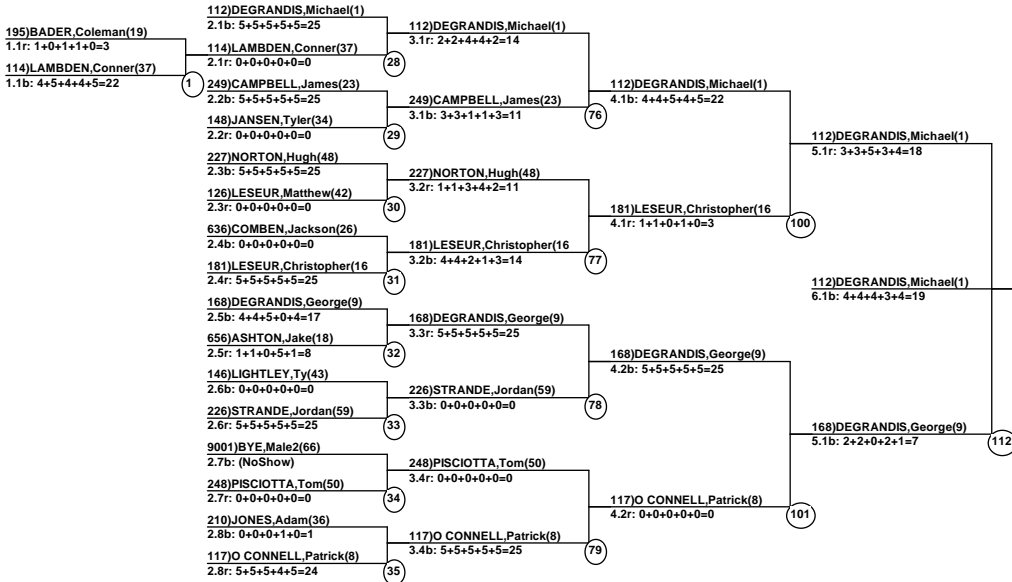 195)BADER,Coleman(19)
1.1r: 1+0+1+1+0=3
114)LAMBDEN,Conner(37)
1.1b: 4+5+4+4+5=22
1
112)DEGRANDIS,Michael(1)
2.1b: 5+5+5+5+5=25
114)LAMBDEN,Conner(37)
2.1r: 0+0+0+0+0=0
28
249)CAMPBELL,James(23)
2.2b: 5+5+5+5+5=25
148)JANSEN,Tyler(34)
2.2r: 0+0+0+0+0=0
29
227)NORTON,Hugh(48)
2.3b: 5+5+5+5+5=25
126)LESEUR,Matthew(42)
2.3r: 0+0+0+0+0=0
30
636)COMBEN,Jackson(26)
2.4b: 0+0+0+0+0=0
181)LESEUR,Christopher(16
2.4r: 5+5+5+5+5=25
31
168)DEGRANDIS,George(9)
2.5b: 4+4+5+0+4=17
656)ASHTON,Jake(18)
2.5r: 1+1+0+5+1=8
32
146)LIGHTLEY,Ty(43)
2.6b: 0+0+0+0+0=0
226)STRANDE,Jordan(59)
2.6r: 5+5+5+5+5=25
33
9001)BYE,Male2(66)
2.7b: (NoShow)
248)PISCIOTTA,Tom(50)
2.7r: 0+0+0+0+0=0
34
210)JONES,Adam(36)
2.8b: 0+0+0+1+0=1
117)O CONNELL,Patrick(8)
2.8r: 5+5+5+4+5=24
35
112)DEGRANDIS,Michael(1)
3.1r: 2+2+4+4+2=14
249)CAMPBELL,James(23)
3.1b: 3+3+1+1+3=11
76
227)NORTON,Hugh(48)
3.2r: 1+1+3+4+2=11
181)LESEUR,Christopher(16
3.2b: 4+4+2+1+3=14
77
168)DEGRANDIS,George(9)
3.3r: 5+5+5+5+5=25
226)STRANDE,Jordan(59)
3.3b: 0+0+0+0+0=0
78
248)PISCIOTTA,Tom(50)
3.4r: 0+0+0+0+0=0
117)O CONNELL,Patrick(8)
3.4b: 5+5+5+5+5=25
79
112)DEGRANDIS,Michael(1)
4.1b: 4+4+5+4+5=22
181)LESEUR,Christopher(16
4.1r: 1+1+0+1+0=3
100
168)DEGRANDIS,George(9)
4.2b: 5+5+5+5+5=25
117)O CONNELL,Patrick(8)
4.2r: 0+0+0+0+0=0
101
112)DEGRANDIS,Michael(1)
5.1r: 3+3+5+3+4=18
168)DEGRANDIS,George(9)
5.1b: 2+2+0+2+1=7
112
112)DEGRANDIS,Michael(1)
6.1b: 4+4+4+3+4=19